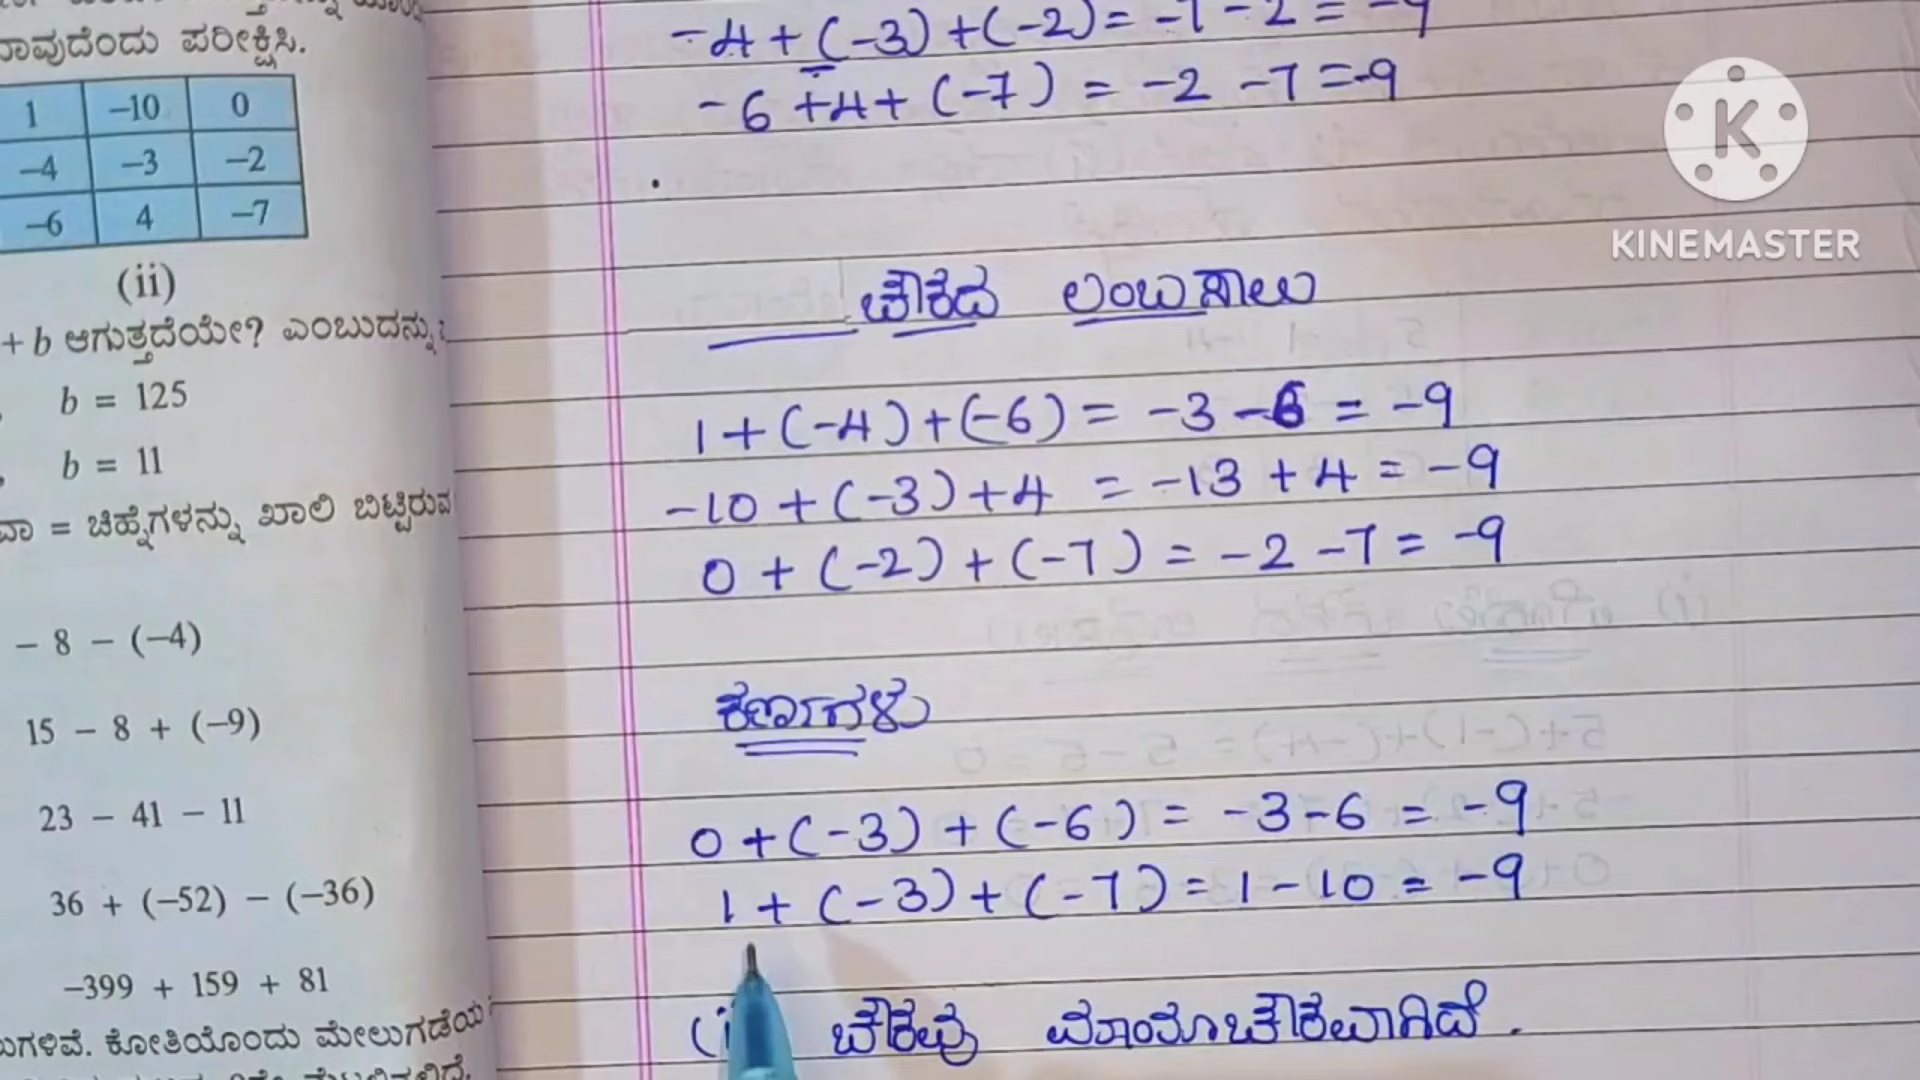 ಪರೀಕ್ಷಿಸಿ.
1 -10 0
-4 -3 -2
-6 4 -7
(ii)
+ b ಆಗುತ್ತದೆಯೇ? ಎಂಬುದನ್ನು
b = 125
b = 11
= ಚಿಹ್ನೆಗಳನ್ನು ಖಾಲಿ ಬಿಟ್ಟಿರುವ
- 8 - (-4)
15 - 8 + (-9)
23 - 41 - 11
36 + (-52) - (-36)
-399 + 159 + 81
ಕೋತಿಯೊಂದು ಮೇಲುಗಡೆಯ
-4 + (-3) + (-2) = -7 - 2 = -9
-6 + 4 + (-7) = -2 - 7 = -9
ಚೌಕದ ಲಂಬಸಾಲು
1 + (-4) + (-6) = -3 - 6 = -9
-10 + (-3) + 4 = -13 + 4 = -9
0 + (-2) + (-7) = -2 - 7 = -9
ಕರ್ಣಗಳು
0 + (-3) + (-6) = -3 - 6 = -9
1 + (-3) + (-7) = 1 - 10 = -9
ಚೌಕವು ಮಾಯಾಚೌಕವಾಗಿದೆ.
KINEMASTER